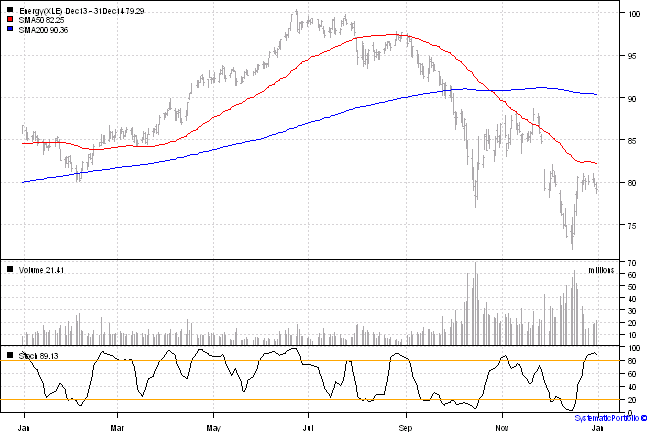 Energy(XLE) Dec13 - 31Dec14 79.29
SMA50 82.25
SMA200 90.36
100
95
90
85
80
75
Volume 21.41
millions
70
60
50
40
30
20
10
Stoch 89.13
100
80
60
40
20
0
Jan Mar May Jul Sep Nov Jan
SystematicPortfolio ©